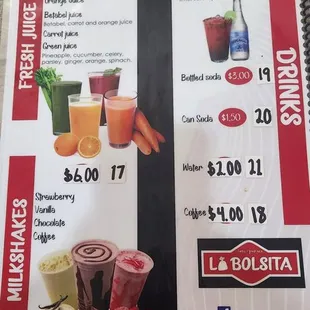 FRESH JUICE
Orange juice
Betabel juice
Betabel, carrot and orange juice
Carrot juice
Green juice
Pineapple, cucumber, celery,
parsley, ginger, orange, spinach.
$6.00 17
MILKSHAKES
Strawberry
Vanilla
Chocolate
Coffee
DRINKS
Bottled soda $3.00 19
Can Soda $1.50 20
Water $2.00 21
Coffee $4.00 18
LA BOLSITA